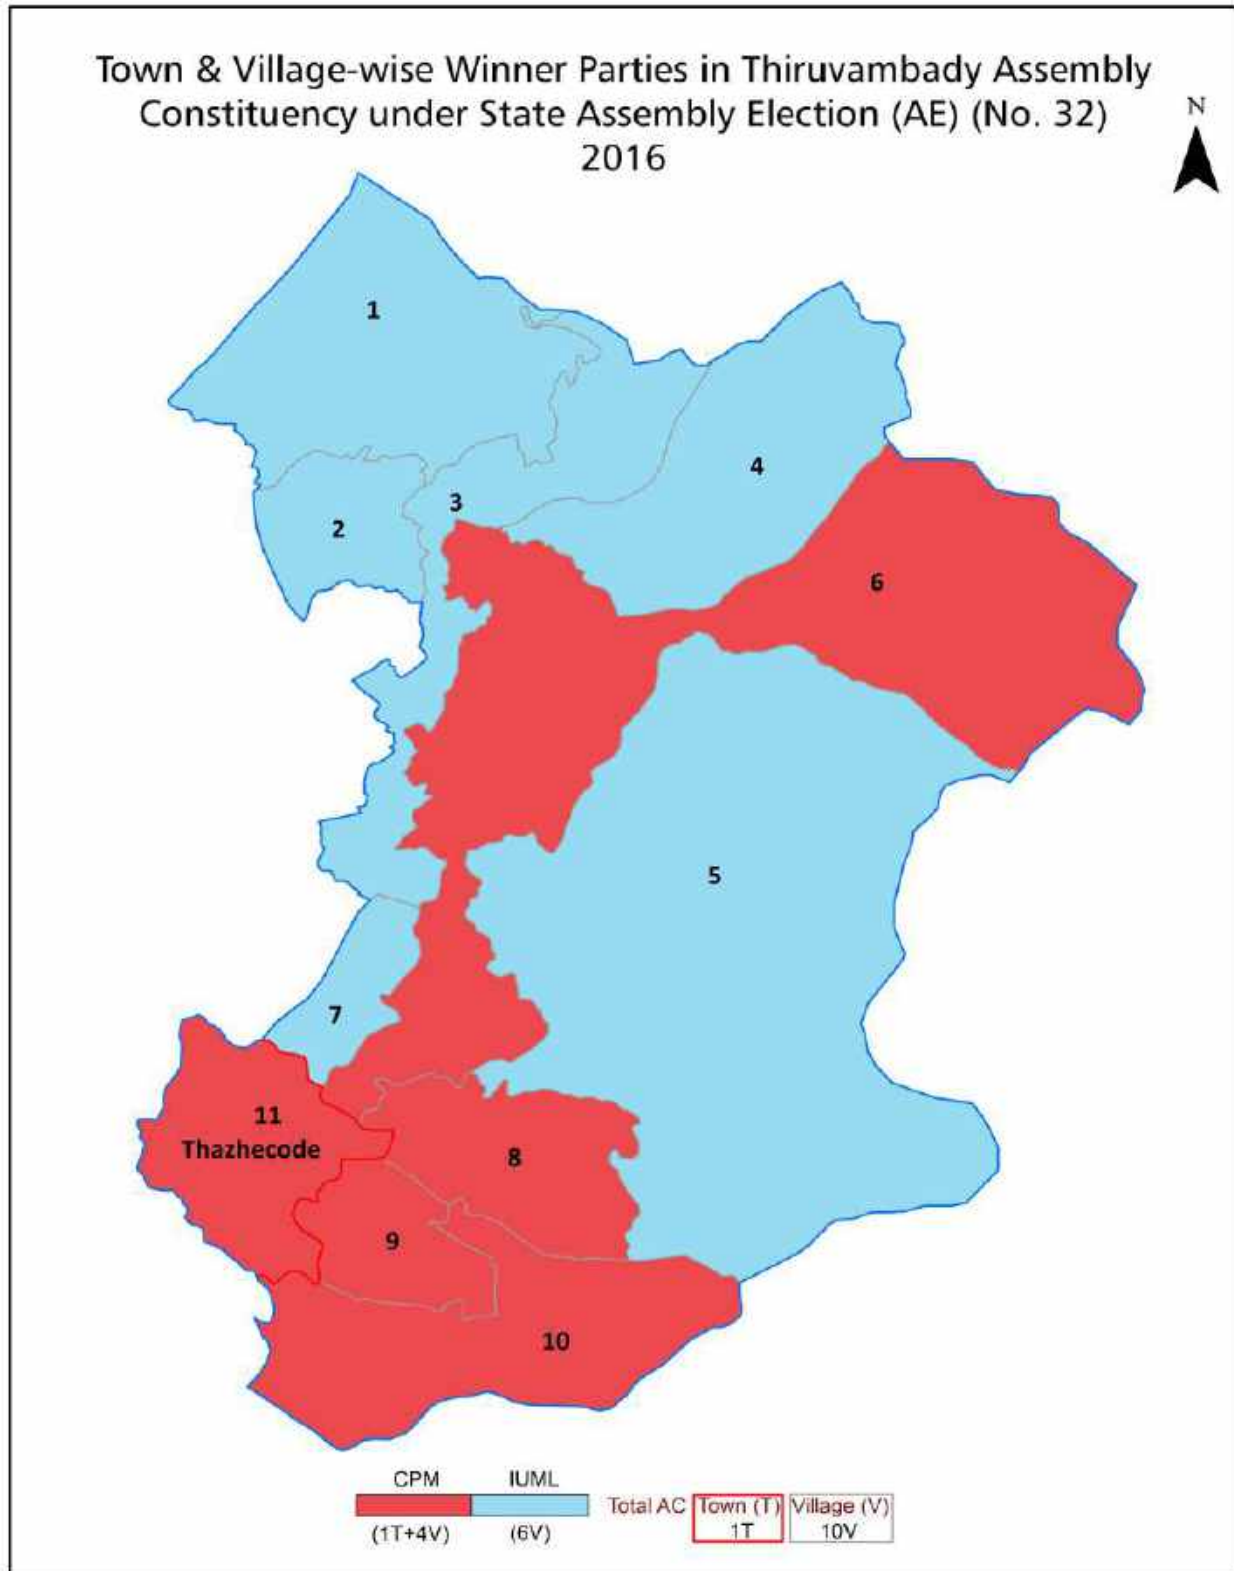 Town & Village-wise Winner Parties in Thiruvambady Assembly
Constituency under State Assembly Election (AE) (No. 32)
2016
N
1
4
3
2
6
5
7
11
Thazhecode
8
9
10
CPM IUML
Total AC Town (T) Village (V)
(1T+4V) (6V) 1T 10V